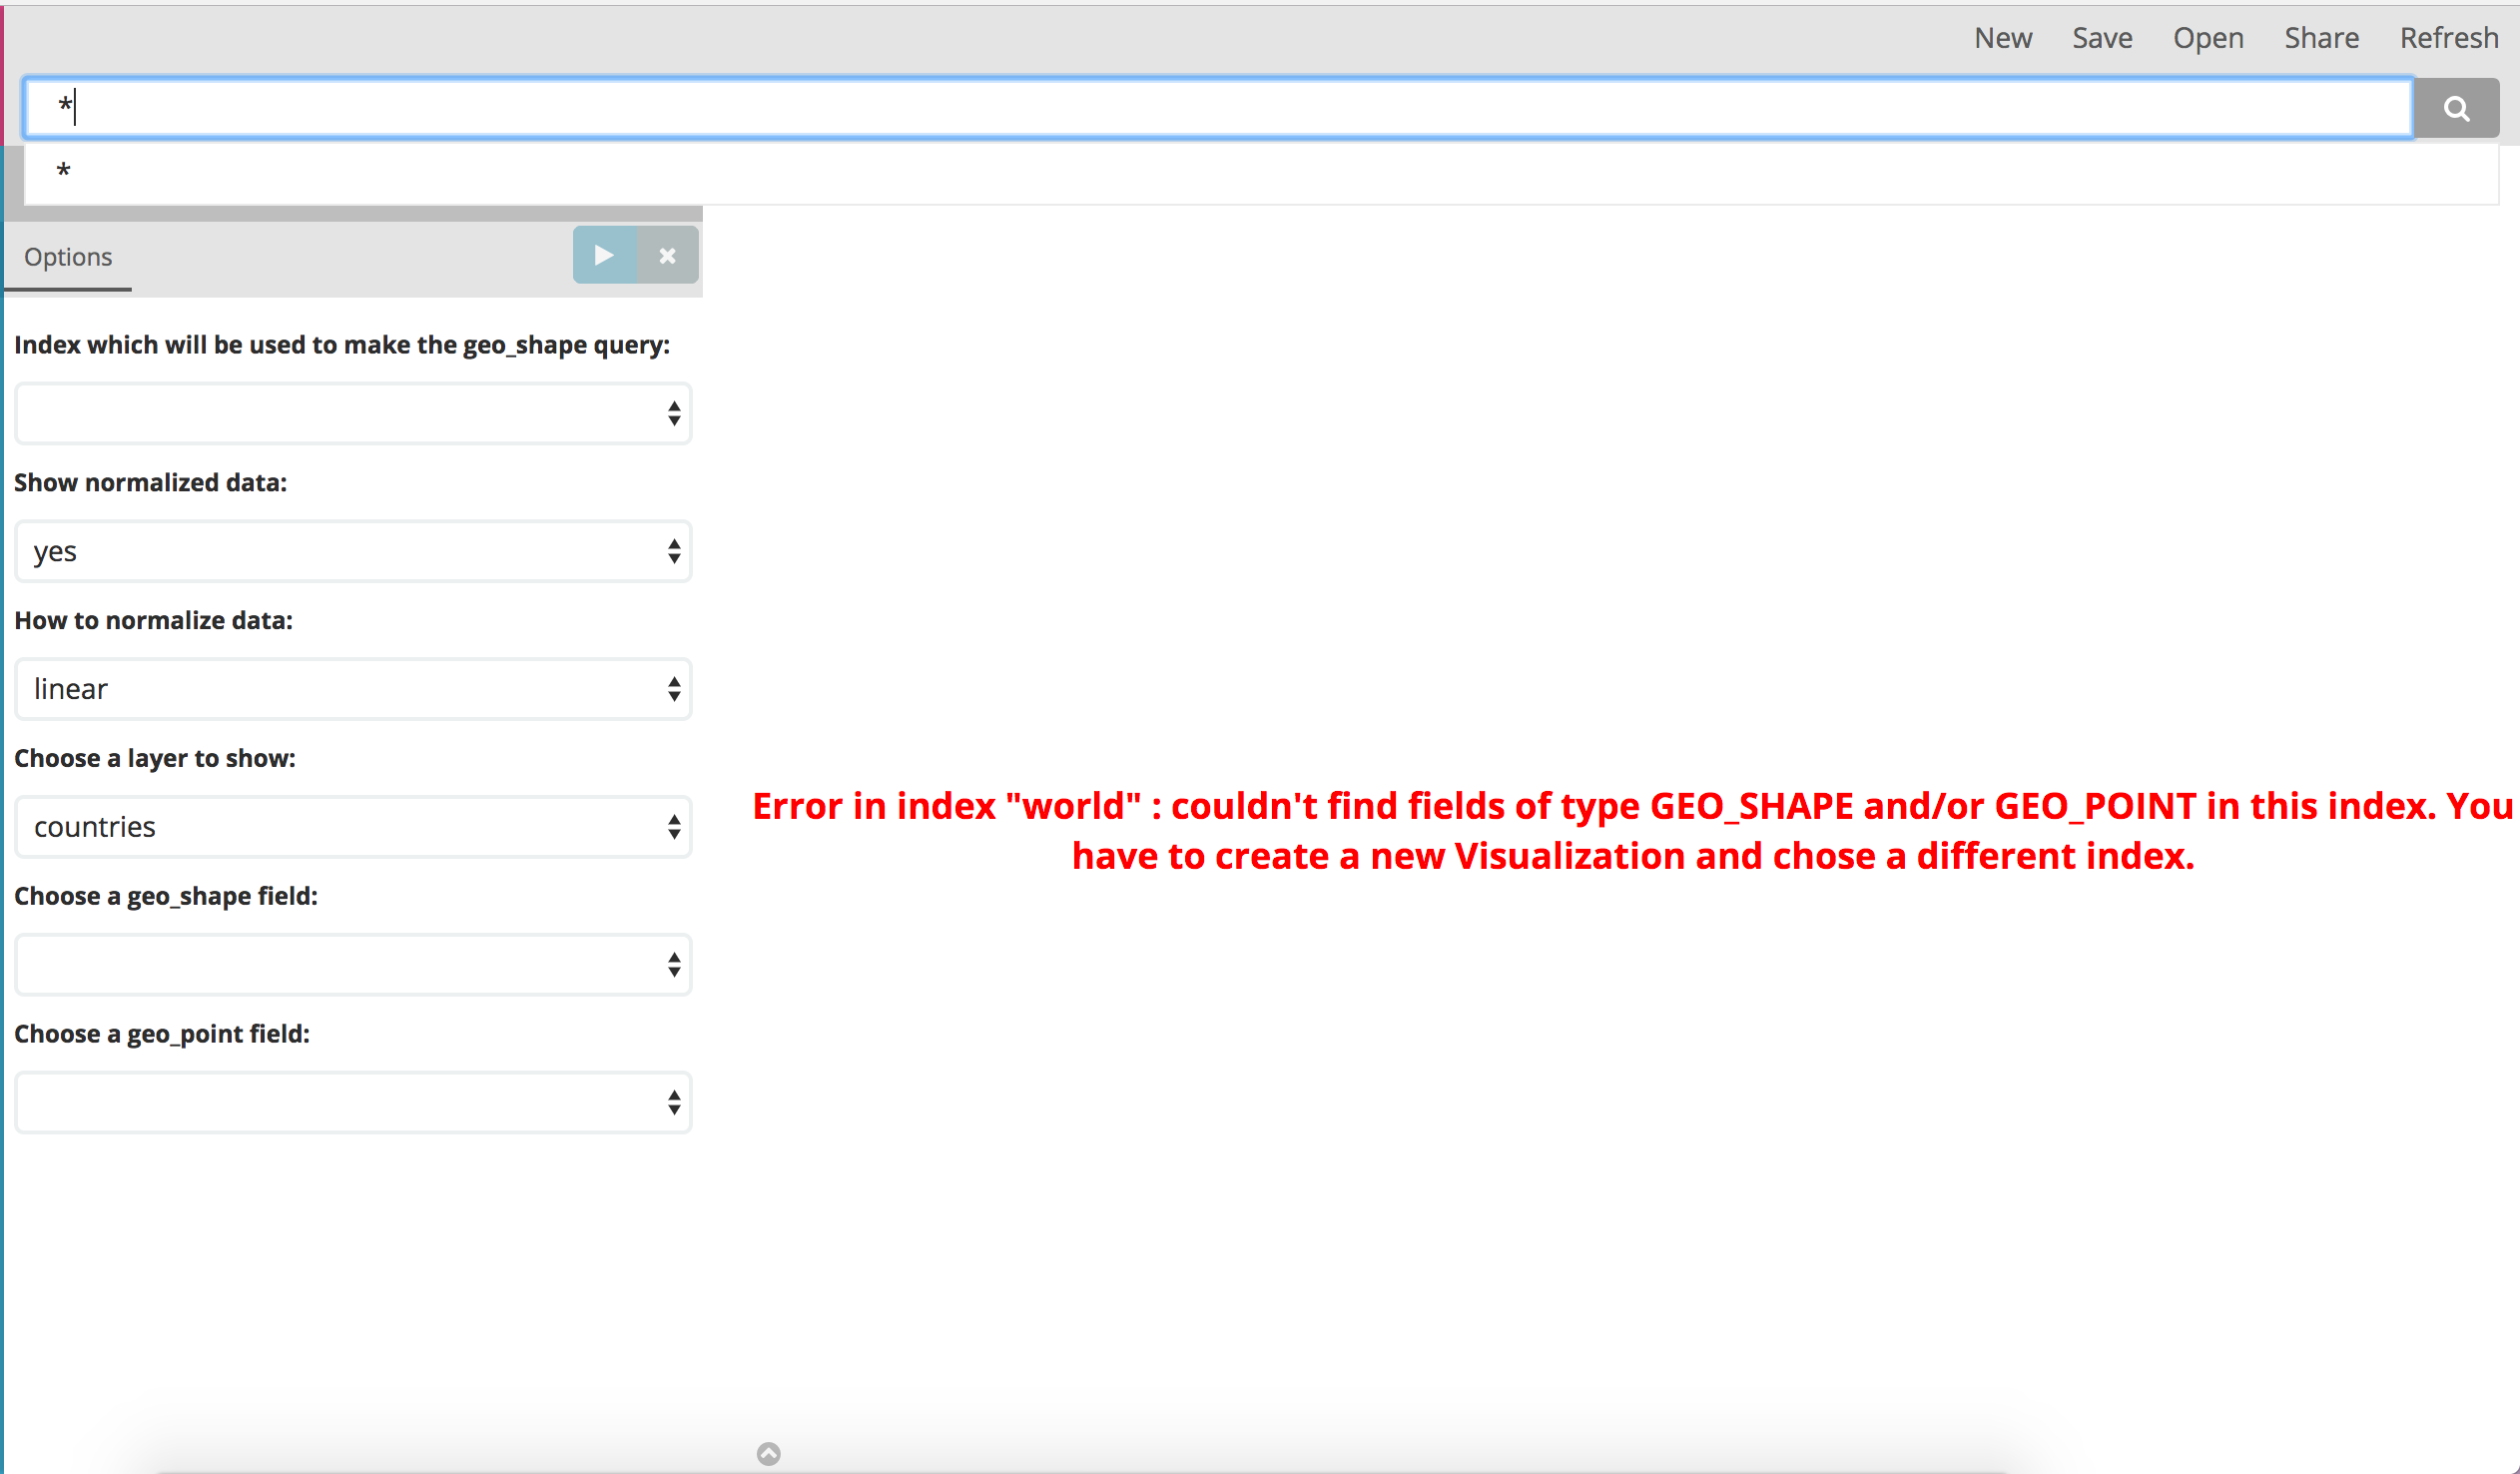 New Save Open Share Refresh
*
*
Options
Index which will be used to make the geo_shape query:
Show normalized data:
yes
How to normalize data:
linear
Choose a layer to show:
countries
Choose a geo_shape field:
Choose a geo_point field:
Error in index "world" : couldn't find fields of type GEO_SHAPE and/or GEO_POINT in this index. You
have to create a new Visualization and chose a different index.